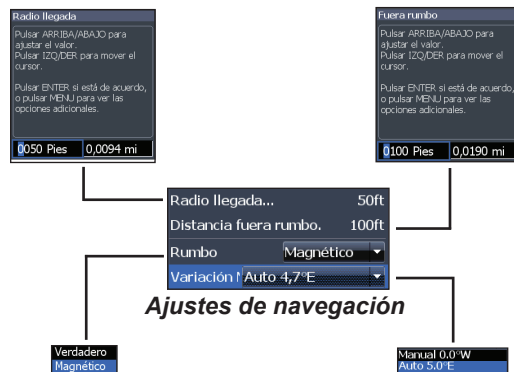 Radio llegada
Pulsar ARRIBA/ABAJO para
ajustar el valor.
Pulsar IZQ/DER para mover el
cursor.
Pulsar ENTER si está de acuerdo,
o pulsar MENU para ver las
opciones adicionales.
0050 Pies 0,0094 mi
Fuera rumbo
Pulsar ARRIBA/ABAJO para
ajustar el valor.
Pulsar IZQ/DER para mover el
cursor.
Pulsar ENTER si está de acuerdo,
o pulsar MENU para ver las
opciones adicionales.
0100 Pies 0,0190 mi
Radio llegada... 50ft
Distancia fuera rumbo. 100ft
Rumbo Magnético
Variación Auto 4,7°E
Ajustes de navegación
Verdadero
Magnético
Manual 0.0°W
Auto 5.0°E